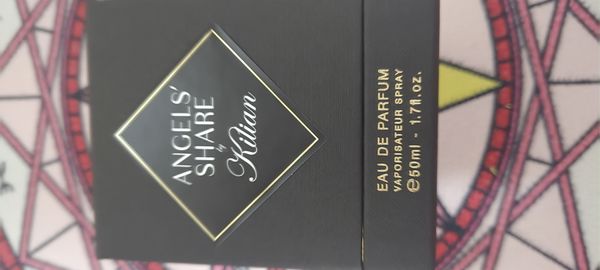 ANGELS'
SHARE
by
Kilian
EAU DE PARFUM
VAPORISATEUR SPRAY
℮50ml - 1.7fl.oz.